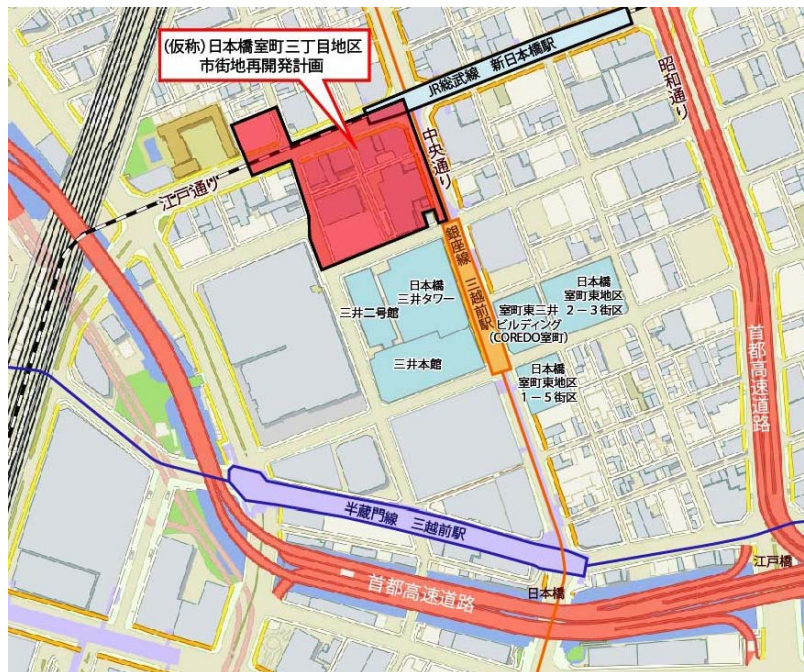 (仮称)日本橋室町三丁目地区
市街地再開発計画
JR総武線 新日本橋駅
昭和通り
中央通り
江戸通り
銀座線 三越前駅
日本橋
三井タワー
三井二号館
三井本館
室町東三井
ビルディング
(COREDO室町)
日本橋
室町東地区
2-3街区
日本橋
室町東地区
1-5街区
首都高速道路
半蔵門線 三越前駅
首都高速道路
日本橋
江戸橋